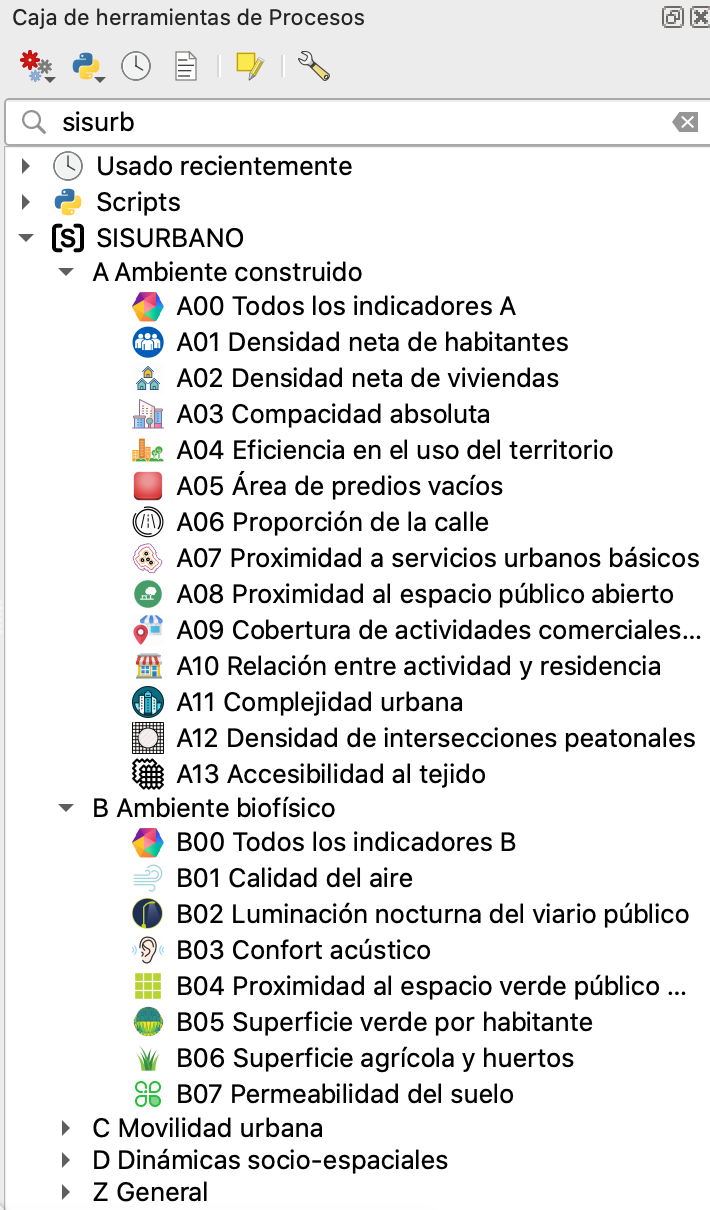 Caja de herramientas de Procesos
sisurb
Usado recientemente
Scripts
[S] SISURBANO
A Ambiente construido
A00 Todos los indicadores A
A01 Densidad neta de habitantes
A02 Densidad neta de viviendas
A03 Compacidad absoluta
A04 Eficiencia en el uso del territorio
A05 Área de predios vacíos
A06 Proporción de la calle
A07 Proximidad a servicios urbanos básicos
A08 Proximidad al espacio público abierto
A09 Cobertura de actividades comerciales...
A10 Relación entre actividad y residencia
A11 Complejidad urbana
A12 Densidad de intersecciones peatonales
A13 Accesibilidad al tejido
B Ambiente biofísico
B00 Todos los indicadores B
B01 Calidad del aire
B02 Luminación nocturna del viario público
B03 Confort acústico
B04 Proximidad al espacio verde público ...
B05 Superficie verde por habitante
B06 Superficie agrícola y huertos
B07 Permeabilidad del suelo
C Movilidad urbana
D Dinámicas socio-espaciales
Z General